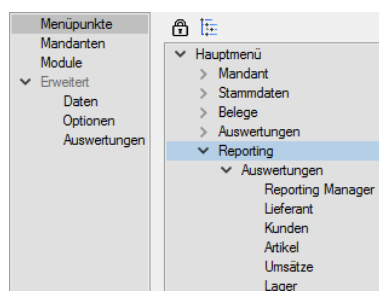 Menüpunkte
Mandanten
Module
Erweitert
Daten
Optionen
Auswertungen
Hauptmenü
Mandant
Stammdaten
Belege
Auswertungen
Reporting
Auswertungen
Reporting Manager
Lieferant
Kunden
Artikel
Umsätze
Lager